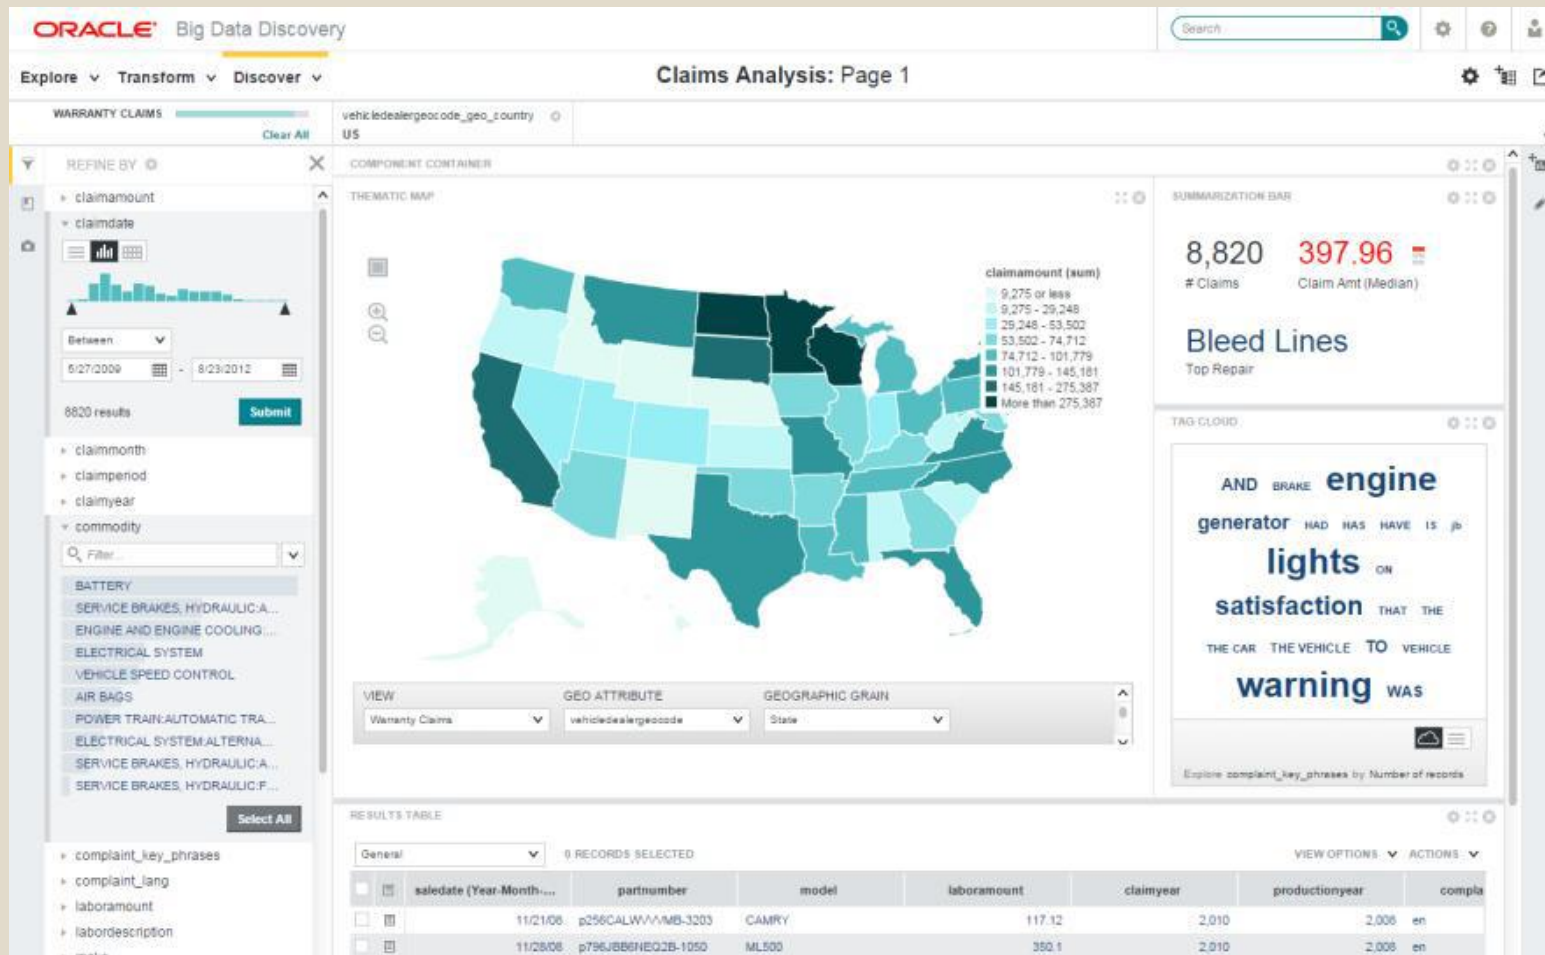 ORACLE Big Data Discovery
Search
Explore Transform Discover
Claims Analysis: Page 1
WARRANTY CLAIMS
Clear All
vehicledealergeocode_geo_country
US
REFINE BY
claimamount
claimdate
Between
5/27/2009 - 8/23/2012
8820 results
Submit
claimmonth
claimperiod
claimyear
commodity
Filter...
BATTERY
SERVICE BRAKES, HYDRAULIC:A...
ENGINE AND ENGINE COOLING:...
ELECTRICAL SYSTEM
VEHICLE SPEED CONTROL
AIR BAGS
POWER TRAIN:AUTOMATIC TRA...
ELECTRICAL SYSTEM:ALTERNA...
SERVICE BRAKES, HYDRAULIC:A...
SERVICE BRAKES, HYDRAULIC:F...
Select All
complaint_key_phrases
complaint_lang
laboramount
labordescription
COMPONENT CONTAINER
THEMATIC MAP
claimamount (sum)
9,275 or less
9,275 - 29,248
29,248 - 53,502
53,502 - 74,712
74,712 - 101,779
101,779 - 145,181
145,181 - 275,387
More than 275,387
VIEW GEO ATTRIBUTE GEOGRAPHIC GRAIN
Warranty Claims vehicledealergeocode State
SUMMARIZATION BAR
8,820 397.96
# Claims Claim Amt (Median)
Bleed Lines
Top Repair
TAG CLOUD
AND BRAKE engine
generator HAD HAS HAVE IS jb
lights ON
satisfaction THAT THE
THE CAR THE VEHICLE TO VEHICLE
warning WAS
Explore complaint_key_phrases by Number of records
RESULTS TABLE
General 0 RECORDS SELECTED VIEW OPTIONS ACTIONS
saledate (Year-Month-... partnumber model laboramount claimyear productionyear compla
11/21/08 CAMRY 117.12 2,010 2,008 en
11/28/08 p796JBB6NEQ2B-1050 ML500 350.1 2,010 2,008 en